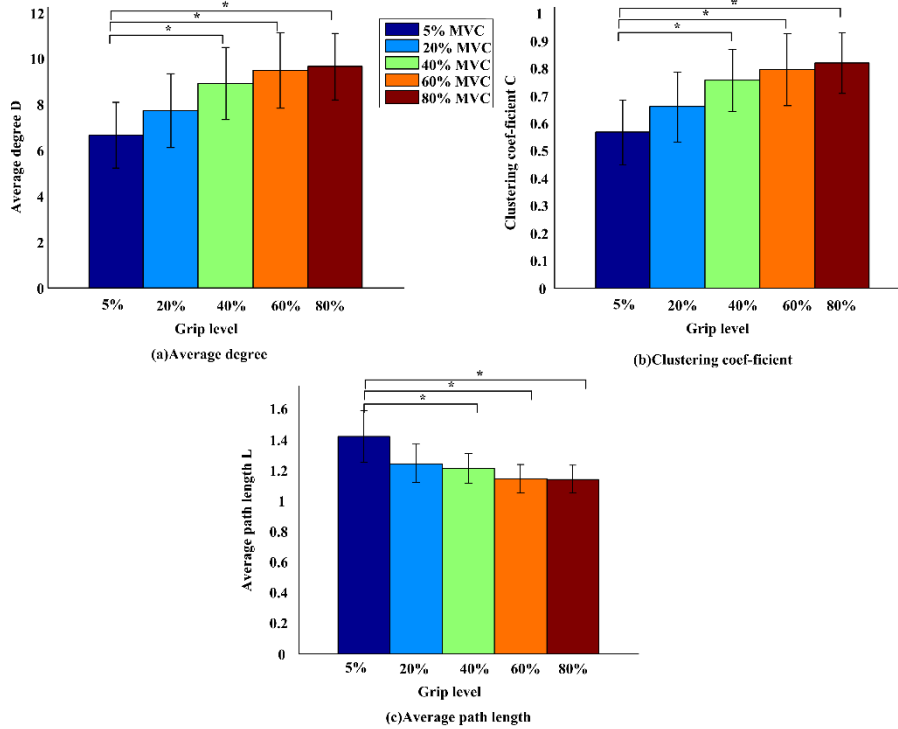 *
*
*
12
10
8
6
4
2
0
Average degree D
5% 20% 40% 60% 80%
Grip level
(a)Average degree
5% MVC
20% MVC
40% MVC
60% MVC
80% MVC
*
*
*
1
0.9
0.8
0.7
0.6
0.5
0.4
0.3
0.2
0.1
0
Clustering coef-ficient C
5% 20% 40% 60% 80%
Grip level
(b)Clustering coef-ficient
*
*
*
1.6
1.4
1.2
1
0.8
0.6
0.4
0.2
0
Average path length L
5% 20% 40% 60% 80%
Grip level
(c)Average path length